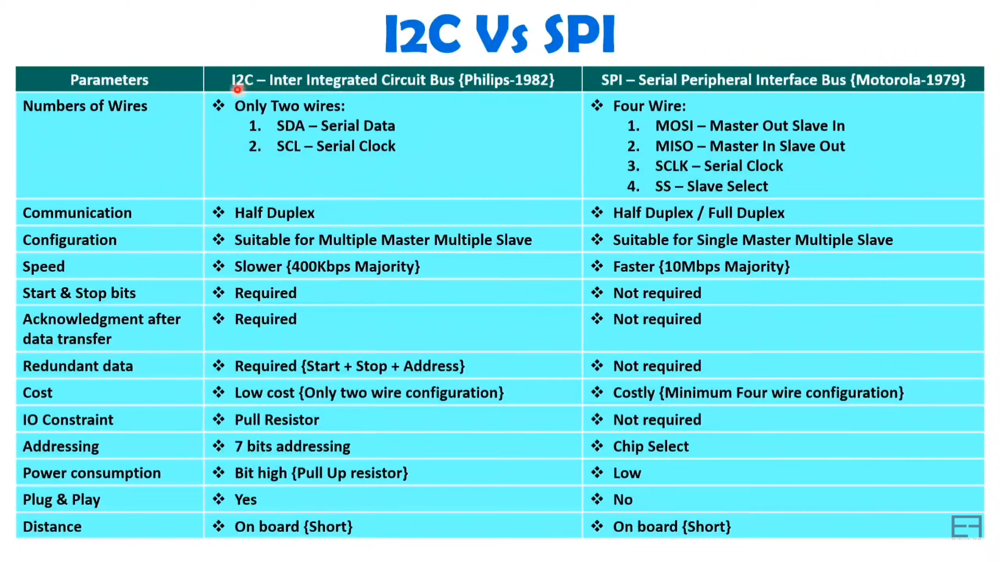 I2C Vs SPI
Parameters
I2C – Inter Integrated Circuit Bus {Philips-1982}
SPI – Serial Peripheral Interface Bus {Motorola-1979}
Numbers of Wires
❖ Only Two wires:
1. SDA – Serial Data
2. SCL – Serial Clock
❖ Four Wire:
1. MOSI – Master Out Slave In
2. MISO – Master In Slave Out
3. SCLK – Serial Clock
4. SS – Slave Select
Communication
❖ Half Duplex
❖ Half Duplex / Full Duplex
Configuration
❖ Suitable for Multiple Master Multiple Slave
❖ Suitable for Single Master Multiple Slave
Speed
❖ Slower {400Kbps Majority}
❖ Faster {10Mbps Majority}
Start & Stop bits
❖ Required
❖ Not required
Acknowledgment after
data transfer
❖ Required
❖ Not required
Redundant data
❖ Required {Start + Stop + Address}
❖ Not required
Cost
❖ Low cost {Only two wire configuration}
❖ Costly {Minimum Four wire configuration}
IO Constraint
❖ Pull Resistor
❖ Not required
Addressing
❖ 7 bits addressing
❖ Chip Select
Power consumption
❖ Bit high {Pull Up resistor}
❖ Low
Plug & Play
❖ Yes
❖ No
Distance
❖ On board {Short}
❖ On board {Short}